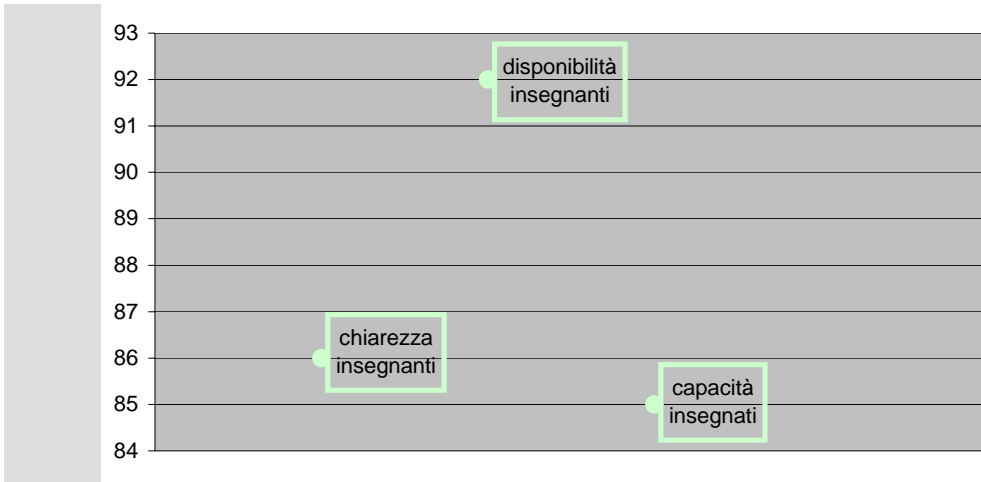 93
92
91
90
89
88
87
86
85
84
disponibilità
insegnanti
chiarezza
insegnanti
capacità
insegnati